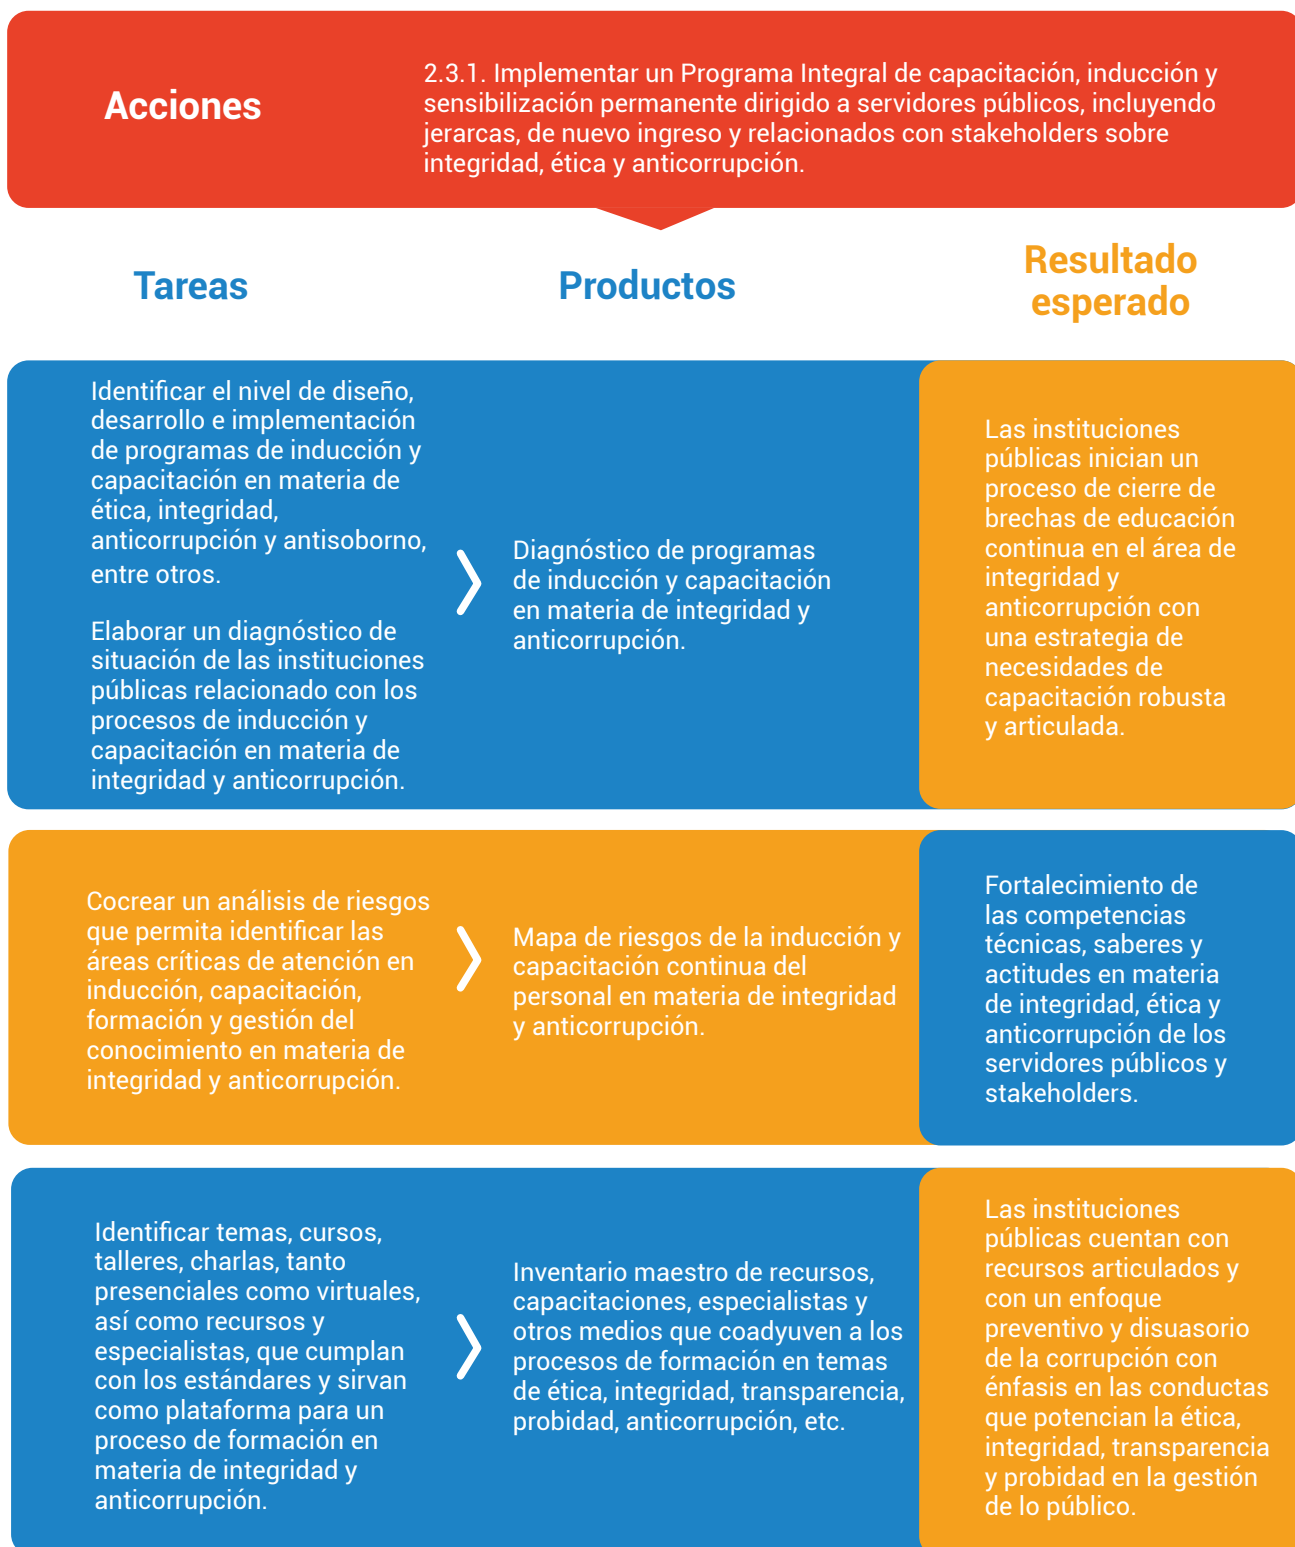 Acciones
2.3.1. Implementar un Programa Integral de capacitación, inducción y
sensibilización permanente dirigido a servidores públicos, incluyendo
jerarcas, de nuevo ingreso y relacionados con stakeholders sobre
integridad, ética y anticorrupción.
Tareas
Productos
Resultado
esperado
Identificar el nivel de diseño,
desarrollo e implementación
de programas de inducción y
capacitación en materia de
ética, integridad,
anticorrupción y antisoborno,
entre otros.
Elaborar un diagnóstico de
situación de las instituciones
públicas relacionado con los
procesos de inducción y
capacitación en materia de
integridad y anticorrupción.
Diagnóstico de programas
de inducción y capacitación
en materia de integridad y
anticorrupción.
Las instituciones
públicas inician un
proceso de cierre de
brechas de educación
continua en el área de
integridad y
anticorrupción con
una estrategia de
necesidades de
capacitación robusta
y articulada.
Cocrear un análisis de riesgos
que permita identificar las
áreas críticas de atención en
inducción, capacitación,
formación y gestión del
conocimiento en materia de
integridad y anticorrupción.
Mapa de riesgos de la inducción y
capacitación continua del
personal en materia de integridad
y anticorrupción.
Fortalecimiento de
las competencias
técnicas, saberes y
actitudes en materia
de integridad, ética y
anticorrupción de los
servidores públicos y
stakeholders.
Identificar temas, cursos,
talleres, charlas, tanto
presenciales como virtuales,
así como recursos y
especialistas, que cumplan
con los estándares y sirvan
como plataforma para un
proceso de formación en
materia de integridad y
anticorrupción.
Inventario maestro de recursos,
capacitaciones, especialistas y
otros medios que coadyuven a los
procesos de formación en temas
de ética, integridad, transparencia,
probidad, anticorrupción, etc.
Las instituciones
públicas cuentan con
recursos articulados y
con un enfoque
preventivo y disuasorio
de la corrupción con
énfasis en las conductas
que potencian la ética,
integridad, transparencia
y probidad en la gestión
de lo público.